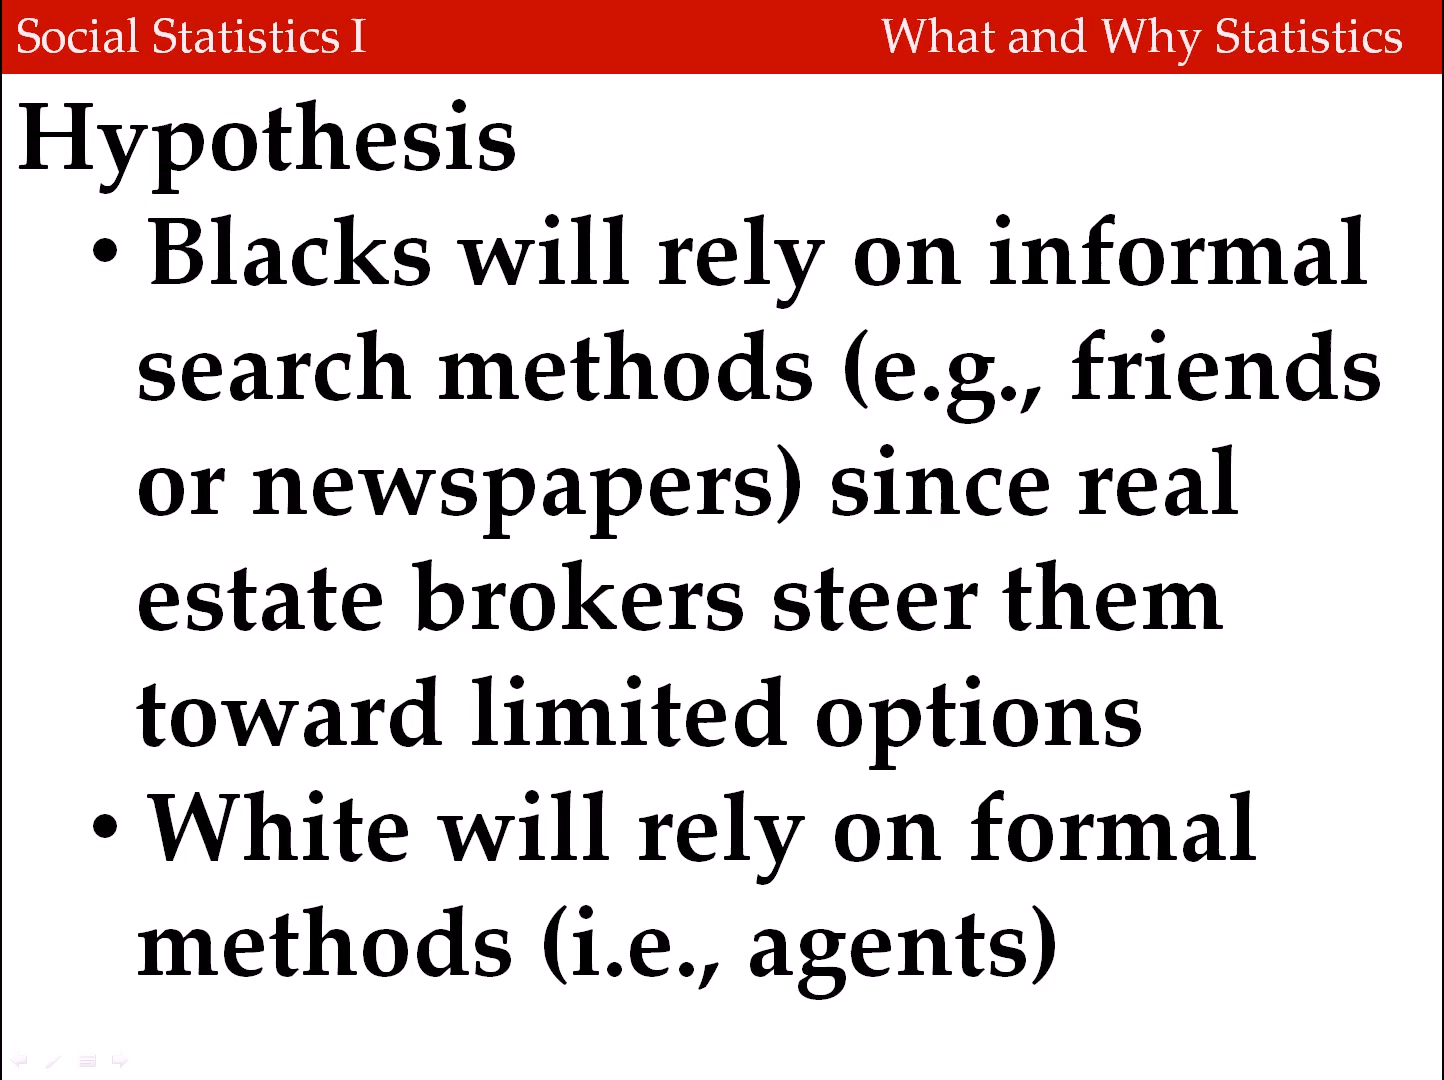 Social Statistics I
What and Why Statistics
Hypothesis
• Blacks will rely on informal
search methods (e.g., friends
or newspapers) since real
estate brokers steer them
toward limited options
• White will rely on formal
methods (i.e., agents)